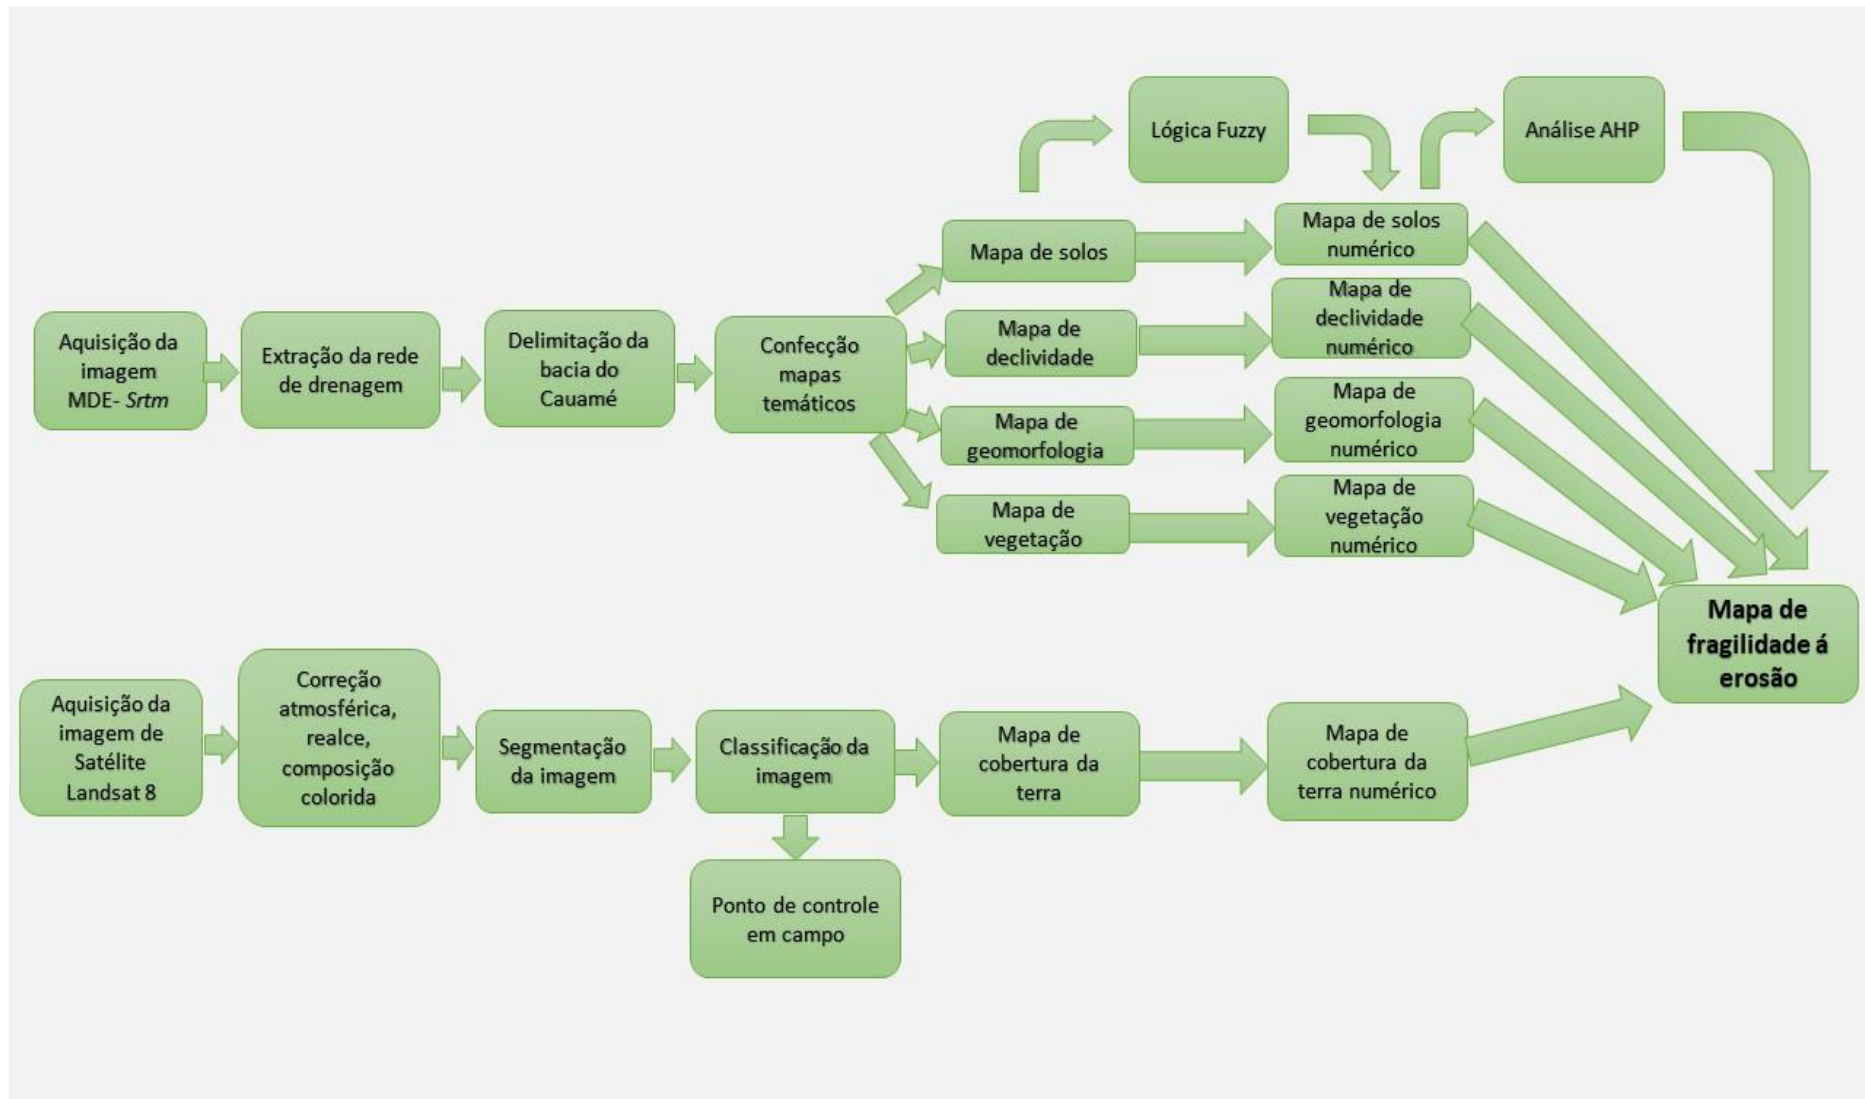 Lógica Fuzzy
Análise AHP
Aquisição da
imagem
MDE- Srtm
Extração da rede
de drenagem
Delimitação da
bacia do
Cauamé
Confecção
mapas
temáticos
Mapa de solos
Mapa de
declividade
Mapa de
geomorfologia
Mapa de
vegetação
Mapa de solos
numérico
Mapa de
declividade
numérico
Mapa de
geomorfologia
numérico
Mapa de
vegetação
numérico
Mapa de
fragilidade á
erosão
Aquisição da
imagem de
Satélite
Landsat 8
Correção
atmosférica,
realce,
composição
colorida
Segmentação
da imagem
Classificação da
imagem
Mapa de
cobertura da
terra
Mapa de
cobertura da
terra numérico
Ponto de controle
em campo